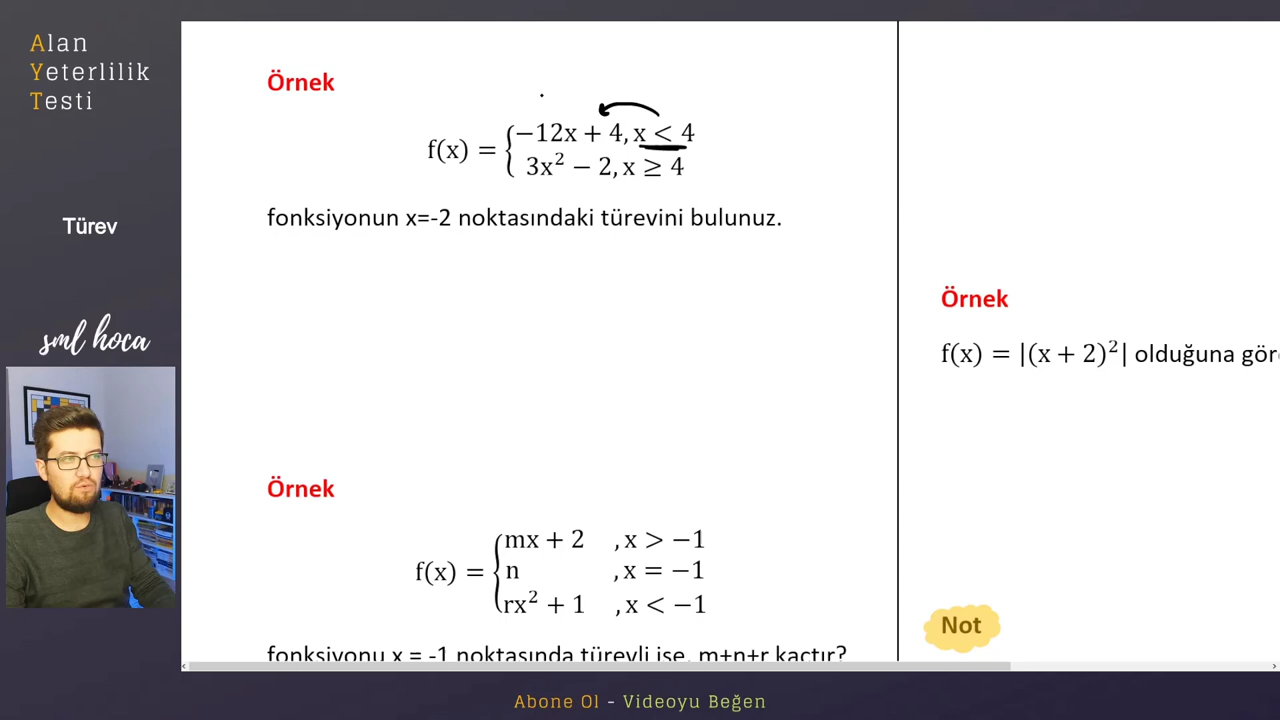 Alan
Yeterlilik
Testi
Türev
sml hoca
Örnek
f(x) = {−12x + 4, x < 4
3x² − 2, x ≥ 4
fonksiyonun x=-2 noktasındaki türevini bulunuz.
Örnek
f(x) = {mx + 2 , x > −1
n , x = −1
rx² + 1 , x < −1
fonksiyonu x = -1 noktasında türevli ise, m+n+r kaçtır?
Örnek
f(x) = |(x + 2)²| olduğuna gör
Not
Abone Ol - Videoyu Beğen